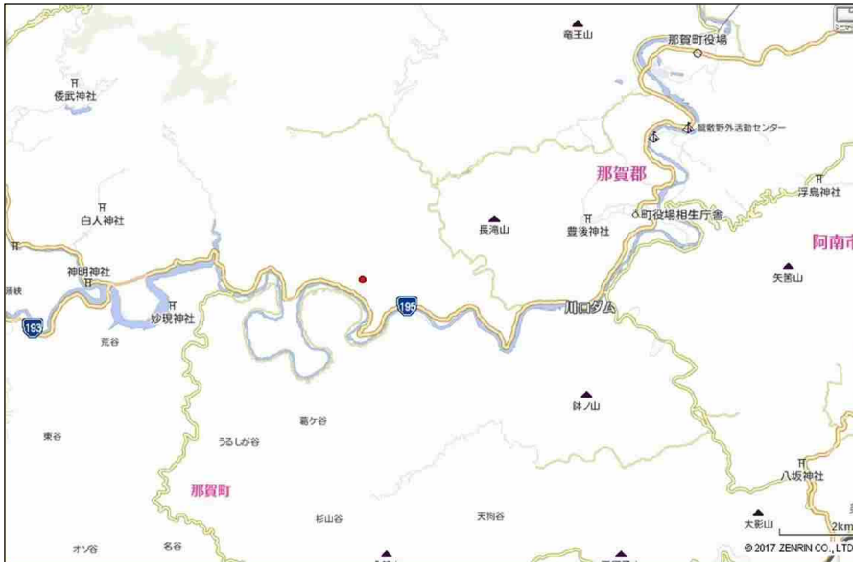 竜王山
那賀町役場
倭武神社
鷲敷野外活動センター
那賀郡
浮島神社
白人神社
町役場相生庁舎
長滝山
豊後神社
阿南市
神明神社
矢筈山
妙現神社
195
川口ダム
193
荒谷
鉢ノ山
葛ケ谷
東谷
うるしが谷
八坂神社
那賀町
天狗谷
杉山谷
太影山
2km
オソ谷
名谷
© 2017 ZENRIN CO., LTD